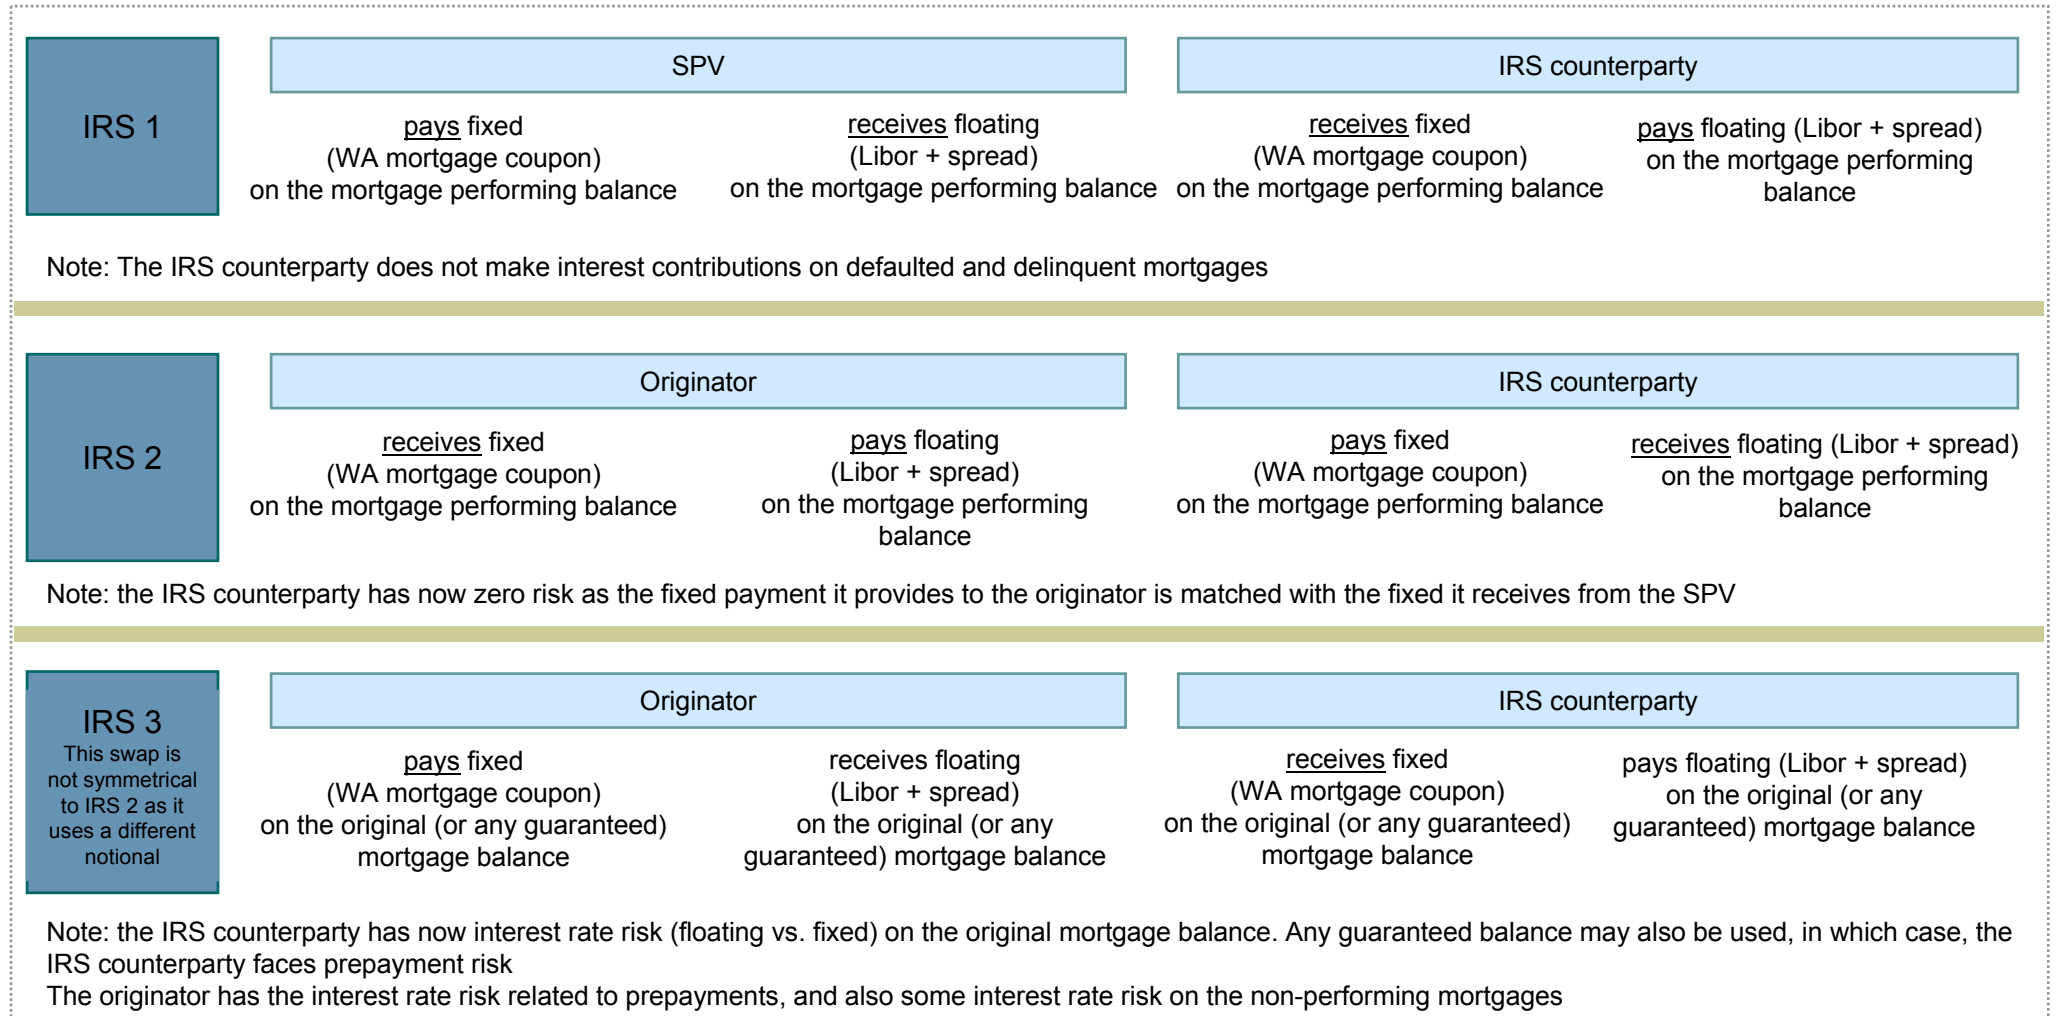 IRS 1
SPV
pays fixed
(WA mortgage coupon)
on the mortgage performing balance
receives floating
(Libor + spread)
on the mortgage performing balance
IRS counterparty
receives fixed
(WA mortgage coupon)
on the mortgage performing balance
pays floating (Libor + spread)
on the mortgage performing
balance
Note: The IRS counterparty does not make interest contributions on defaulted and delinquent mortgages
IRS 2
Originator
receives fixed
(WA mortgage coupon)
on the mortgage performing balance
pays floating
(Libor + spread)
on the mortgage performing
balance
IRS counterparty
pays fixed
(WA mortgage coupon)
on the mortgage performing balance
receives floating (Libor + spread)
on the mortgage performing
balance
Note: the IRS counterparty has now zero risk as the fixed payment it provides to the originator is matched with the fixed it receives from the SPV
IRS 3
This swap is
not symmetrical
to IRS 2 as it
uses a different
notional
Originator
pays fixed
(WA mortgage coupon)
on the original (or any guaranteed)
mortgage balance
receives floating
(Libor + spread)
on the original (or any
guaranteed) mortgage balance
IRS counterparty
receives fixed
(WA mortgage coupon)
on the original (or any guaranteed)
mortgage balance
pays floating (Libor + spread)
on the original (or any
guaranteed) mortgage balance
Note: the IRS counterparty has now interest rate risk (floating vs. fixed) on the original mortgage balance. Any guaranteed balance may also be used, in which case, the
IRS counterparty faces prepayment risk
The originator has the interest rate risk related to prepayments, and also some interest rate risk on the non-performing mortgages